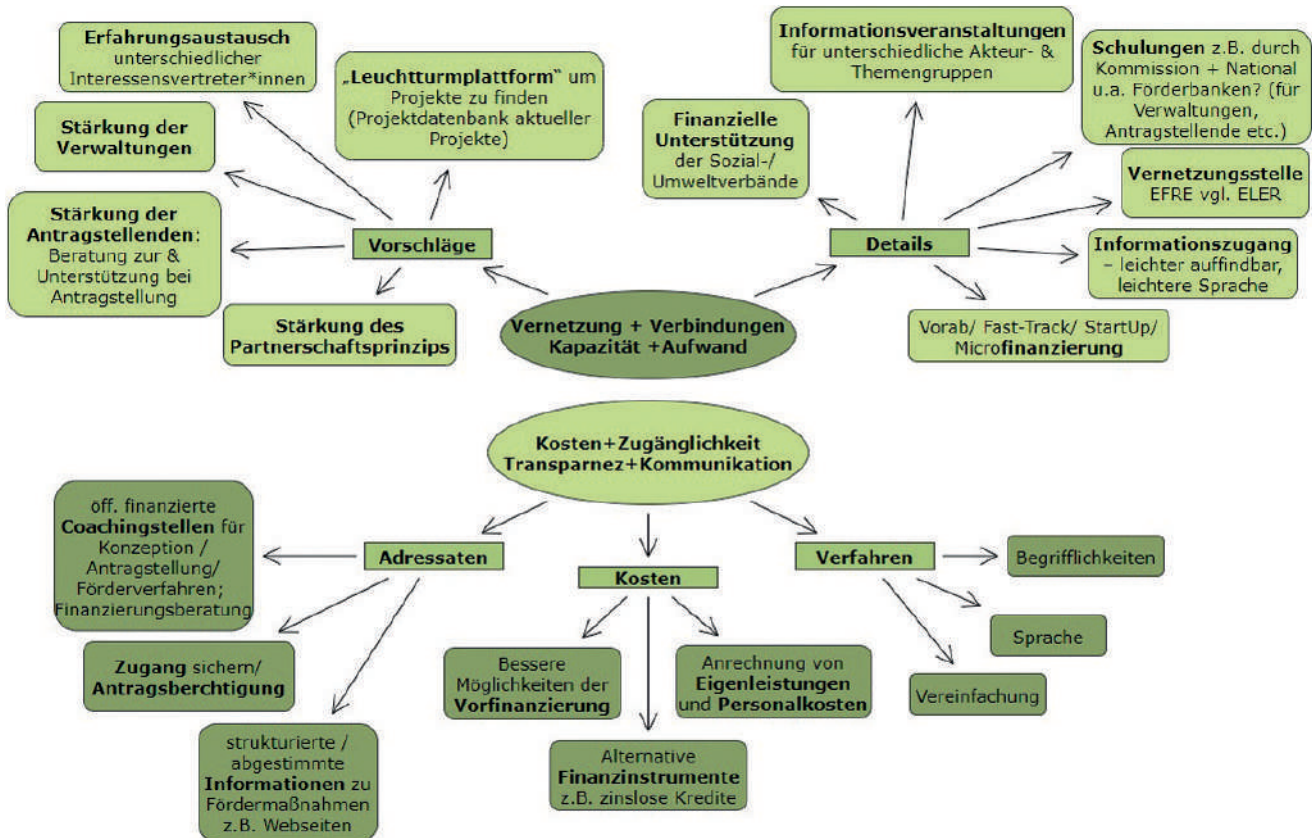 Erfahrungsaustausch
unterschiedlicher
Interessensvertreter*innen
„Leuchtturmplattform“ um
Projekte zu finden
(Projektdatenbank aktueller
Projekte)
Stärkung der
Verwaltungen
Stärkung der
Antragstellenden:
Beratung zur &
Unterstützung bei
Antragstellung
Vorschläge
Stärkung des
Partnerschaftsprinzips
Informationsveranstaltungen
für unterschiedliche Akteur- &
Themengruppen
Schulungen z.B. durch
Kommission + National
u.a. Förderbanken? (für
Verwaltungen,
Antragstellende etc.)
Finanzielle
Unterstützung
der Sozial-/
Umweltverbände
Vernetzungsstelle
EFRE vgl. ELER
Details
Informationszugang
– leichter auffindbar,
leichtere Sprache
Vorab/ Fast-Track/ StartUp/
Microfinanzierung
Vernetzung + Verbindungen
Kapazität +Aufwand
Kosten+Zugänglichkeit
Transparnez+Kommunikation
öff. finanzierte
Coachingstellen für
Konzeption /
Antragstellung/
Förderverfahren;
Finanzierungsberatung
Adressaten
Zugang sichern/
Antragsberchtigung
strukturierte /
abgestimmte
Informationen zu
Fördermaßnahmen
z.B. Webseiten
Kosten
Bessere
Möglichkeiten der
Vorfinanzierung
Anrechnung von
Eigenleistungen
und Personalkosten
Alternative
Finanzinstrumente
z.B. zinslose Kredite
Verfahren
Begrifflichkeiten
Sprache
Vereinfachung